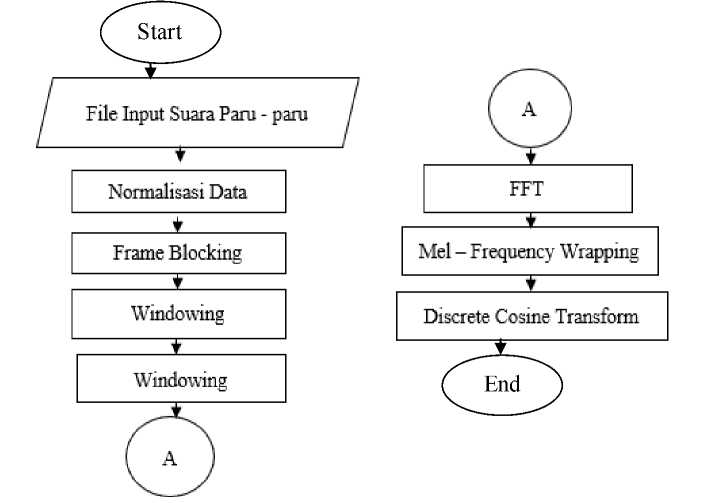 Start
File Input Suara Paru - paru
Normalisasi Data
Frame Blocking
Windowing
Windowing
A
A
FFT
Mel – Frequency Wrapping
Discrete Cosine Transform
End